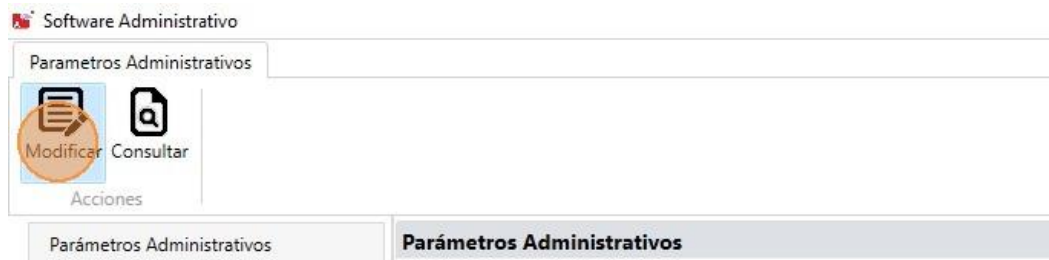 Software Administrativo
Parametros Administrativos
Modificar Consultar
Acciones
Parámetros Administrativos
Parámetros Administrativos